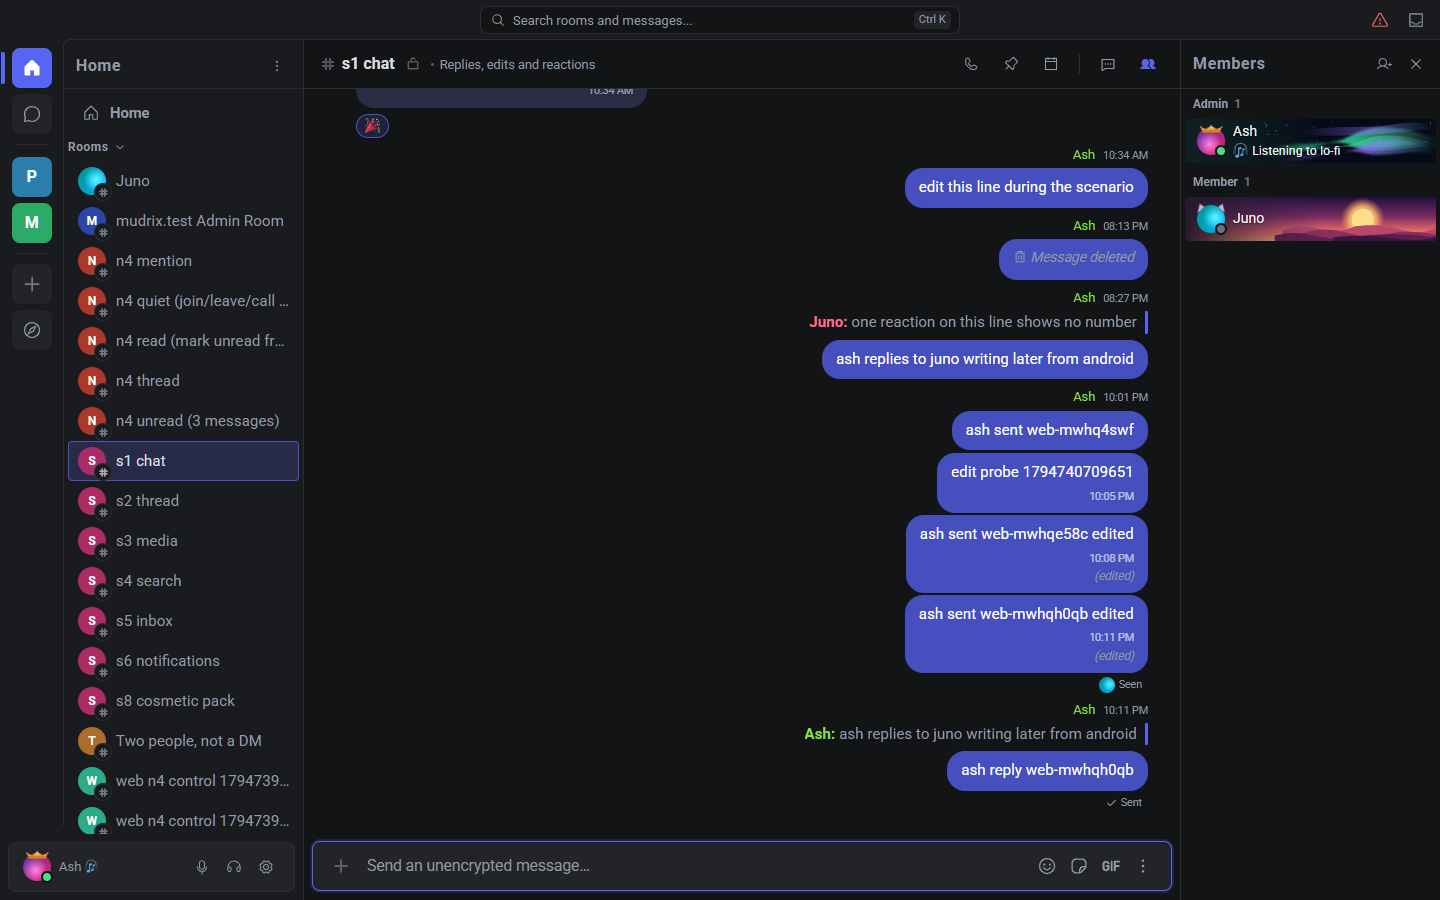 Search rooms and messages...
Ctrl K
Home
Home
Rooms
Juno
mudrix.test Admin Room
n4 mention
n4 quiet (join/leave/call ...
n4 read (mark unread fr...
n4 thread
n4 unread (3 messages)
s1 chat
s2 thread
s3 media
s4 search
s5 inbox
s6 notifications
s8 cosmetic pack
Two people, not a DM
web n4 control 1794739...
web n4 control 1794739...
P
M
M
N
N
N
N
N
S
S
S
S
S
S
S
T
W
W
Ash
s1 chat
• Replies, edits and reactions
10:34 AM
Ash 10:34 AM
edit this line during the scenario
Ash 08:13 PM
Message deleted
Ash 08:27 PM
Juno: one reaction on this line shows no number
ash replies to juno writing later from android
Ash 10:01 PM
ash sent web-mwhq4swf
edit probe 1794740709651
10:05 PM
ash sent web-mwhqe58c edited
10:08 PM
(edited)
ash sent web-mwhqh0qb edited
10:11 PM
(edited)
Seen
Ash 10:11 PM
Ash: ash replies to juno writing later from android
ash reply web-mwhqh0qb
Sent
Send an unencrypted message...
GIF
Members
Admin 1
Ash
Listening to lo-fi
Member 1
Juno